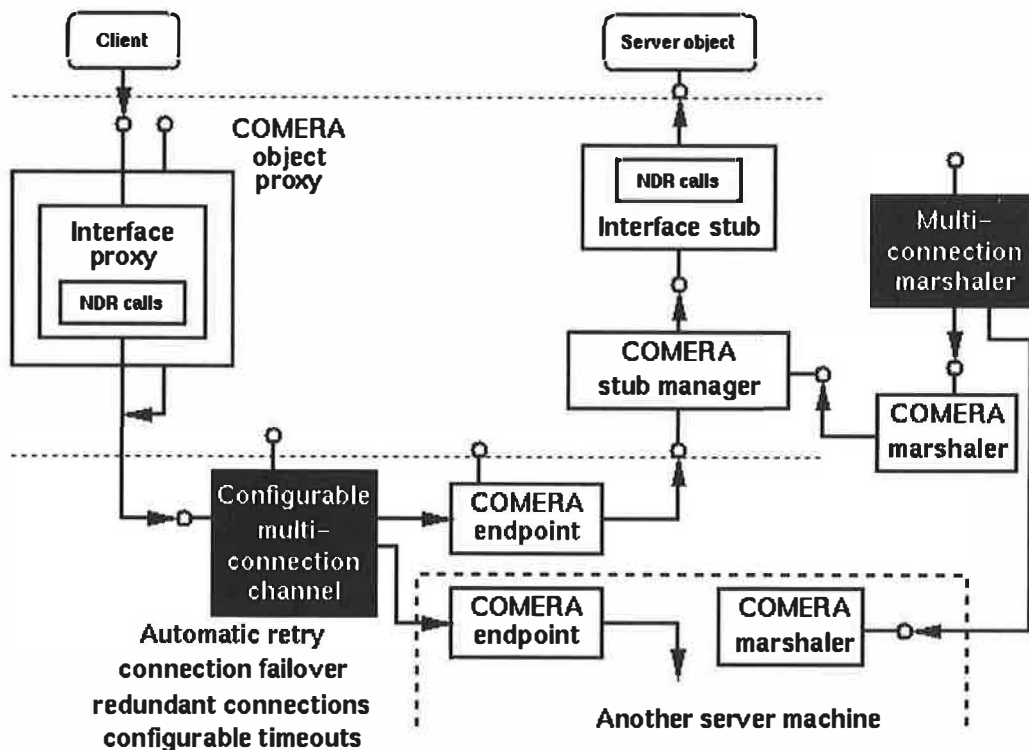 Client
Server object
COMERA
object
proxy
Interface
proxy
NDR calls
NDR calls
Interface stub
Multi-
connection
marshaler
COMERA
stub manager
COMERA
marshaler
Configurable
multi-
connection
channel
COMERA
endpoint
COMERA
endpoint
COMERA
marshaler
Automatic retry
connection failover
redundant connections
configurable timeouts
Another server machine